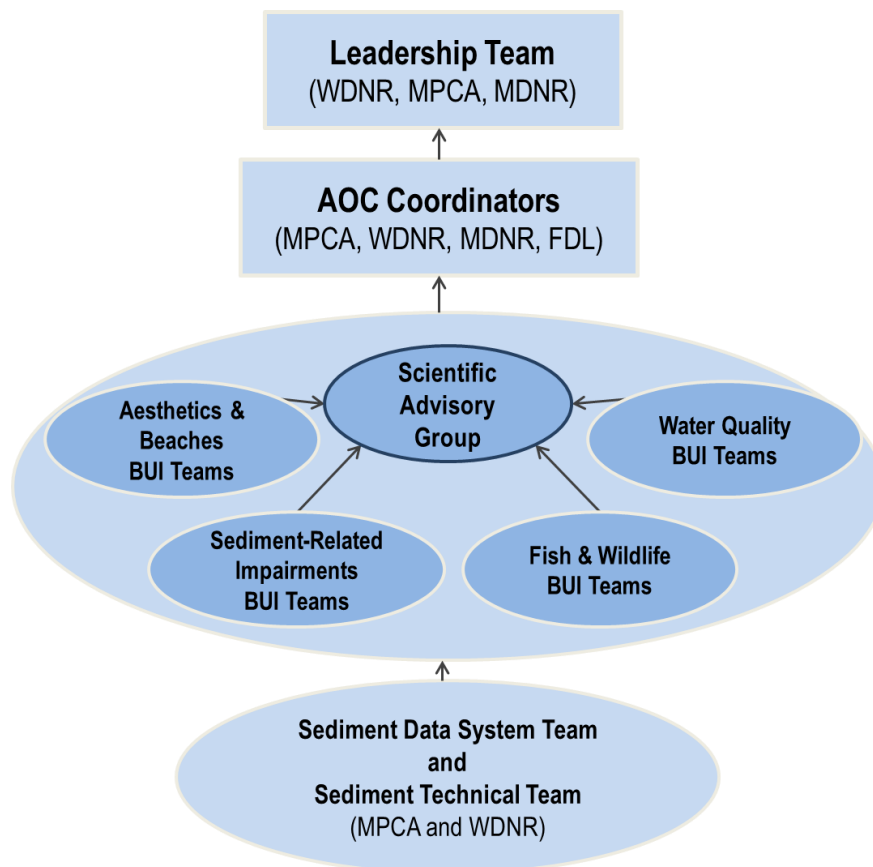 Leadership Team
(WDNR, MPCA, MDNR)
AOC Coordinators
(MPCA, WDNR, MDNR, FDL)
Scientific
Advisory
Group
Aesthetics &
Beaches
BUI Teams
Water Quality
BUI Teams
Sediment-Related
Impairments
BUI Teams
Fish & Wildlife
BUI Teams
Sediment Data System Team
and
Sediment Technical Team
(MPCA and WDNR)